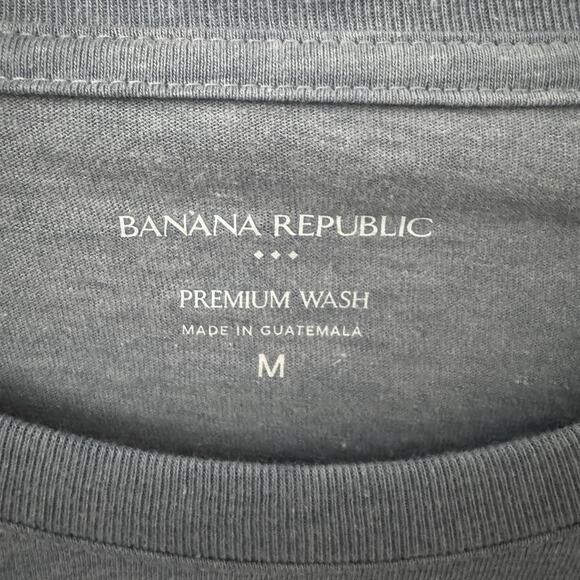 BANANA REPUBLIC
PREMIUM WASH
MADE IN GUATEMALA
M